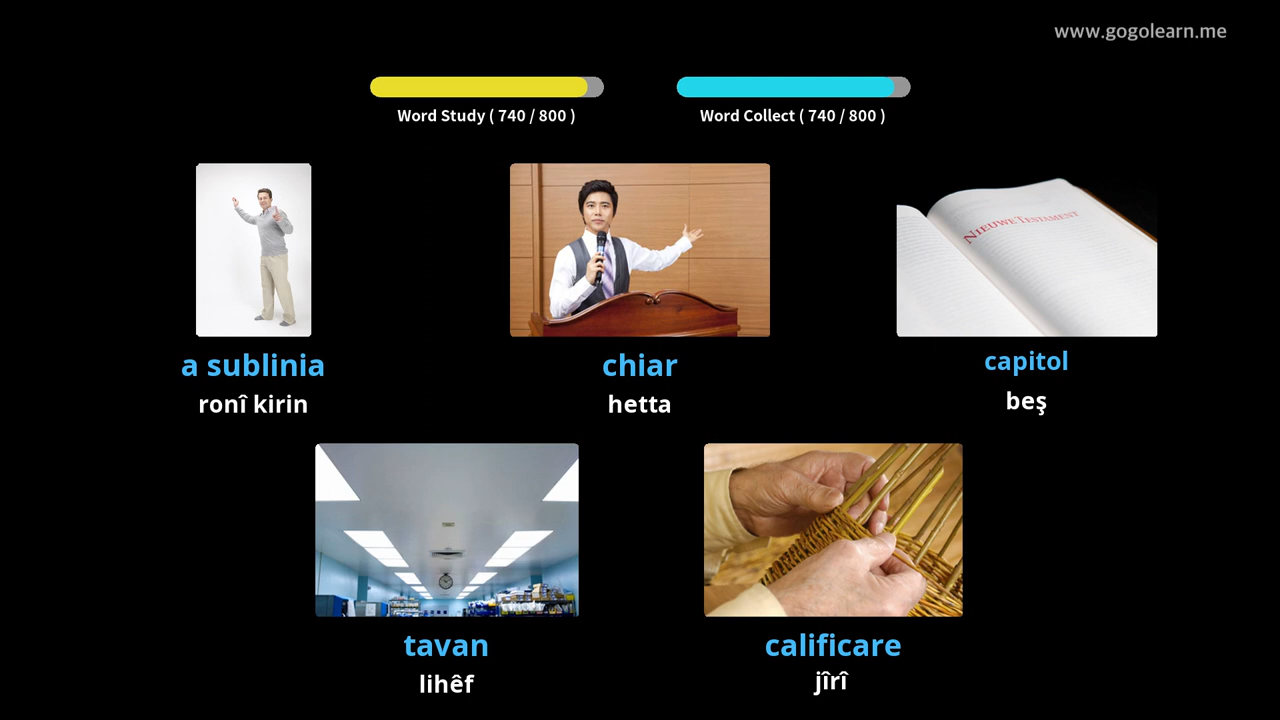 www.gogolearn.me
Word Study ( 740 / 800 )
Word Collect ( 740 / 800 )
NIEUWE TESTAMENT
a sublinia
ronî kirin
chiar
hetta
capitol
beş
tavan
lihêf
calificare
jîrî